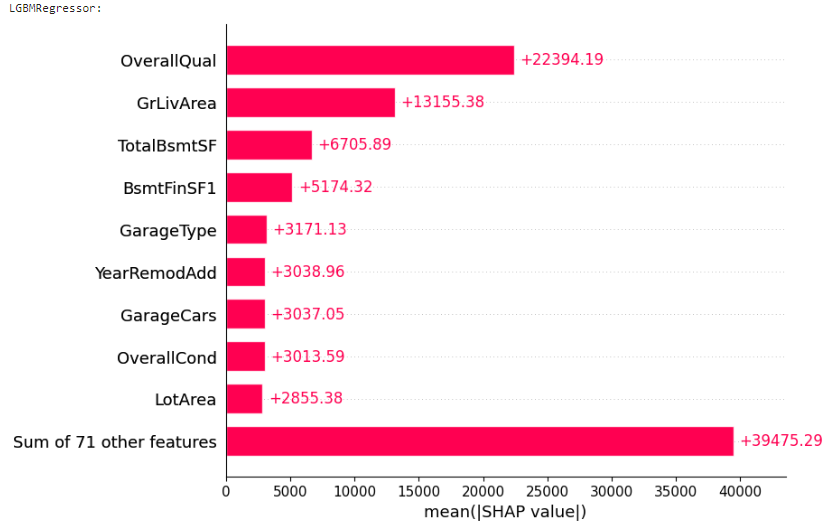 LGBMRegressor:
OverallQual +22394.19
GrLivArea +13155.38
TotalBsmtSF +6705.89
BsmtFinSF1 +5174.32
GarageType +3171.13
YearRemodAdd +3038.96
GarageCars +3037.05
OverallCond +3013.59
LotArea +2855.38
Sum of 71 other features +39475.29
0 5000 10000 15000 20000 25000 30000 35000 40000
mean(|SHAP value|)